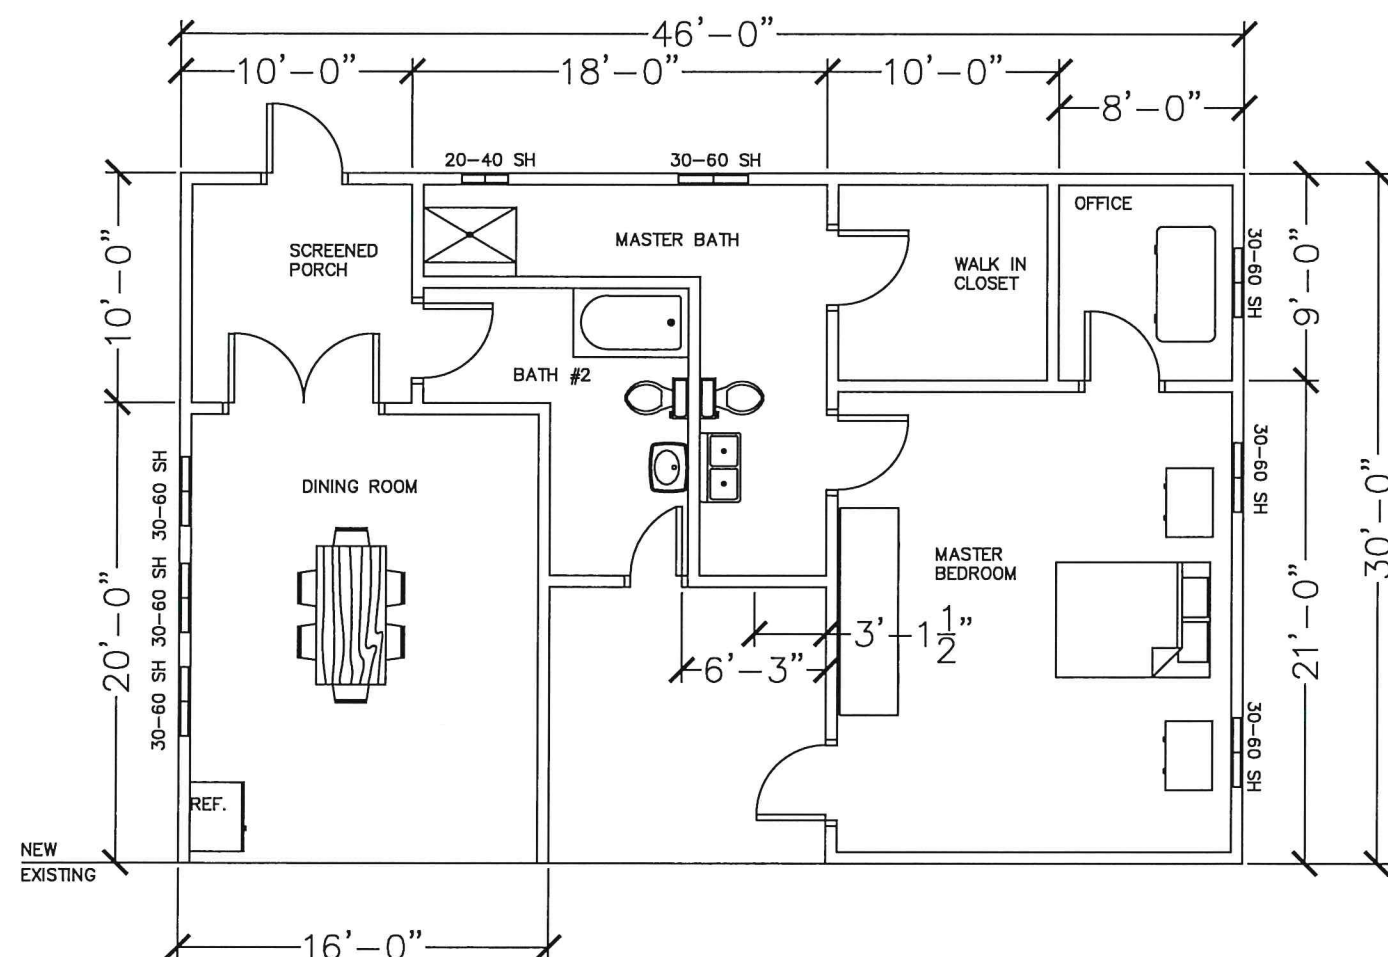 46'-0"
10'-0"
18'-0"
10'-0"
8'-0"
20-40 SH
30-60 SH
OFFICE
SCREENED
PORCH
MASTER BATH
WALK IN
CLOSET
30-60 SH
10'-0"
9'-0"
BATH #2
30-60 SH
30-60 SH
DINING ROOM
30'-0"
MASTER
BEDROOM
30-60 SH
20'-0"
3'-1 1/2"
6'-3"
21'-0"
30-60 SH
30-60 SH
REF.
NEW
EXISTING
16'-0"